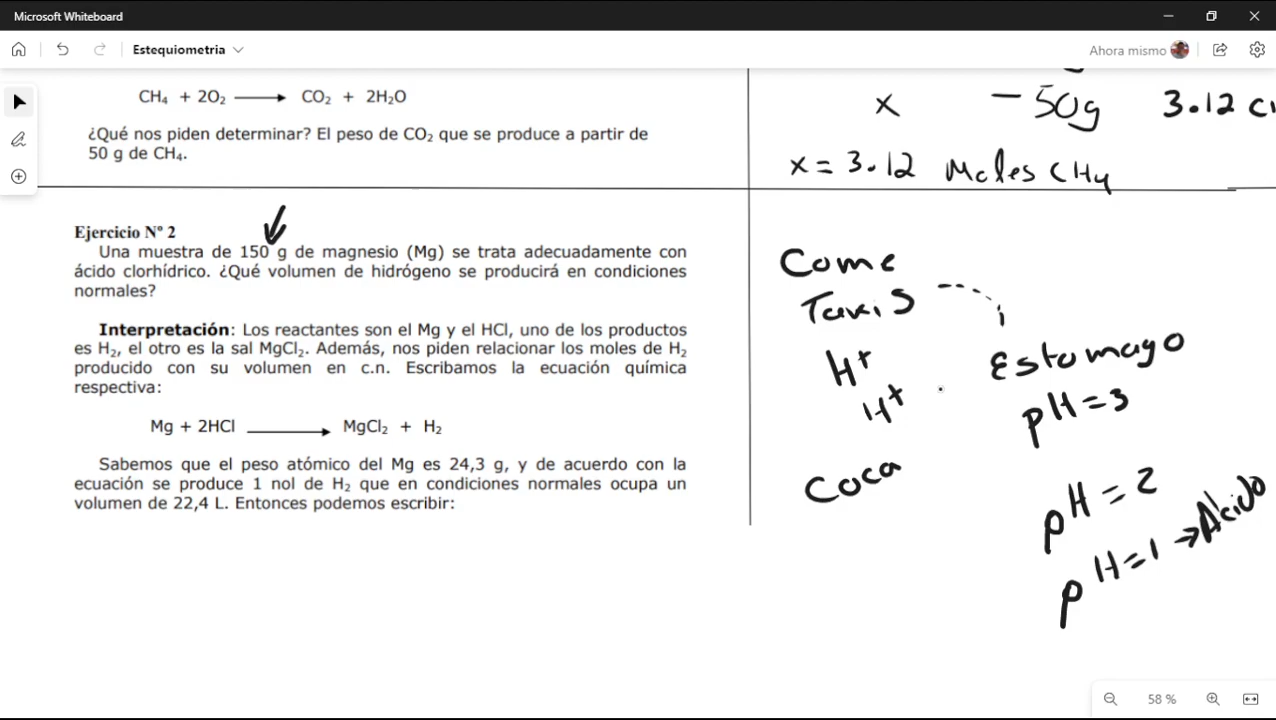 Microsoft Whiteboard
Estequiometria
Ahora mismo
CH₄ + 2O₂ ⟶ CO₂ + 2H₂O
¿Qué nos piden determinar? El peso de CO₂ que se produce a partir de
50 g de CH₄.
x - 50g 3.12
x = 3.12 Moles CH4
Ejercicio Nº 2
Una muestra de 150 g de magnesio (Mg) se trata adecuadamente con
ácido clorhídrico. ¿Qué volumen de hidrógeno se producirá en condiciones
normales?
Interpretación: Los reactantes son el Mg y el HCl, uno de los productos
es H₂, el otro es la sal MgCl₂. Además, nos piden relacionar los moles de H₂
producido con su volumen en c.n. Escribamos la ecuación química
respectiva:
Mg + 2HCl ⟶ MgCl₂ + H₂
Sabemos que el peso atómico del Mg es 24,3 g, y de acuerdo con la
ecuación se produce 1 nol de H₂ que en condiciones normales ocupa un
volumen de 22,4 L. Entonces podemos escribir:
Come
Taxis
H⁺
H⁺
Coca
Estomago
pH = 3
pH = 2
pH = 1 → Ácido
58 %